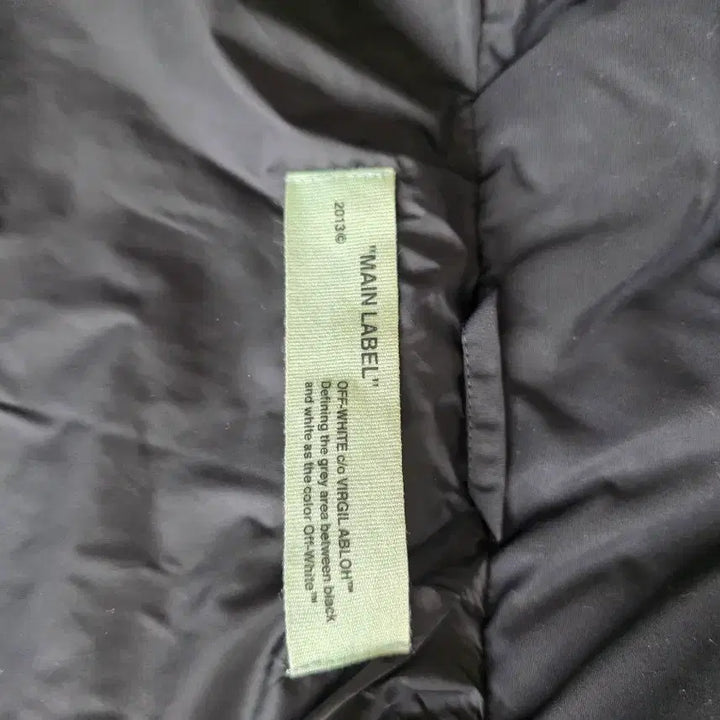 2013©
"MAIN LABEL"
OFF-WHITE c/o VIRGIL ABLOH™
Defining the grey area between black
and white as the color Off-White™